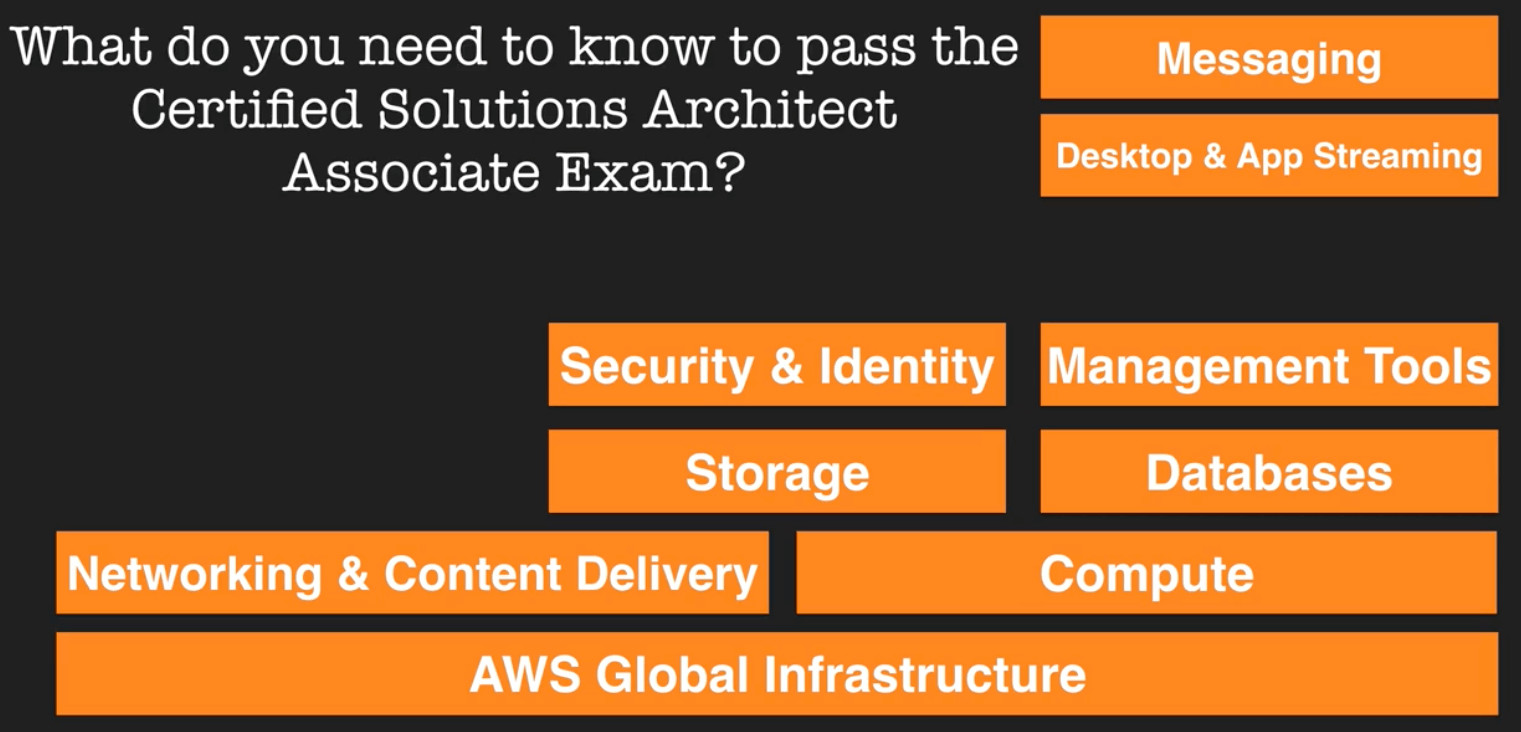 What do you need to know to pass the
Certified Solutions Architect
Associate Exam?
Messaging
Desktop & App Streaming
Security & Identity
Management Tools
Storage
Databases
Networking & Content Delivery
Compute
AWS Global Infrastructure